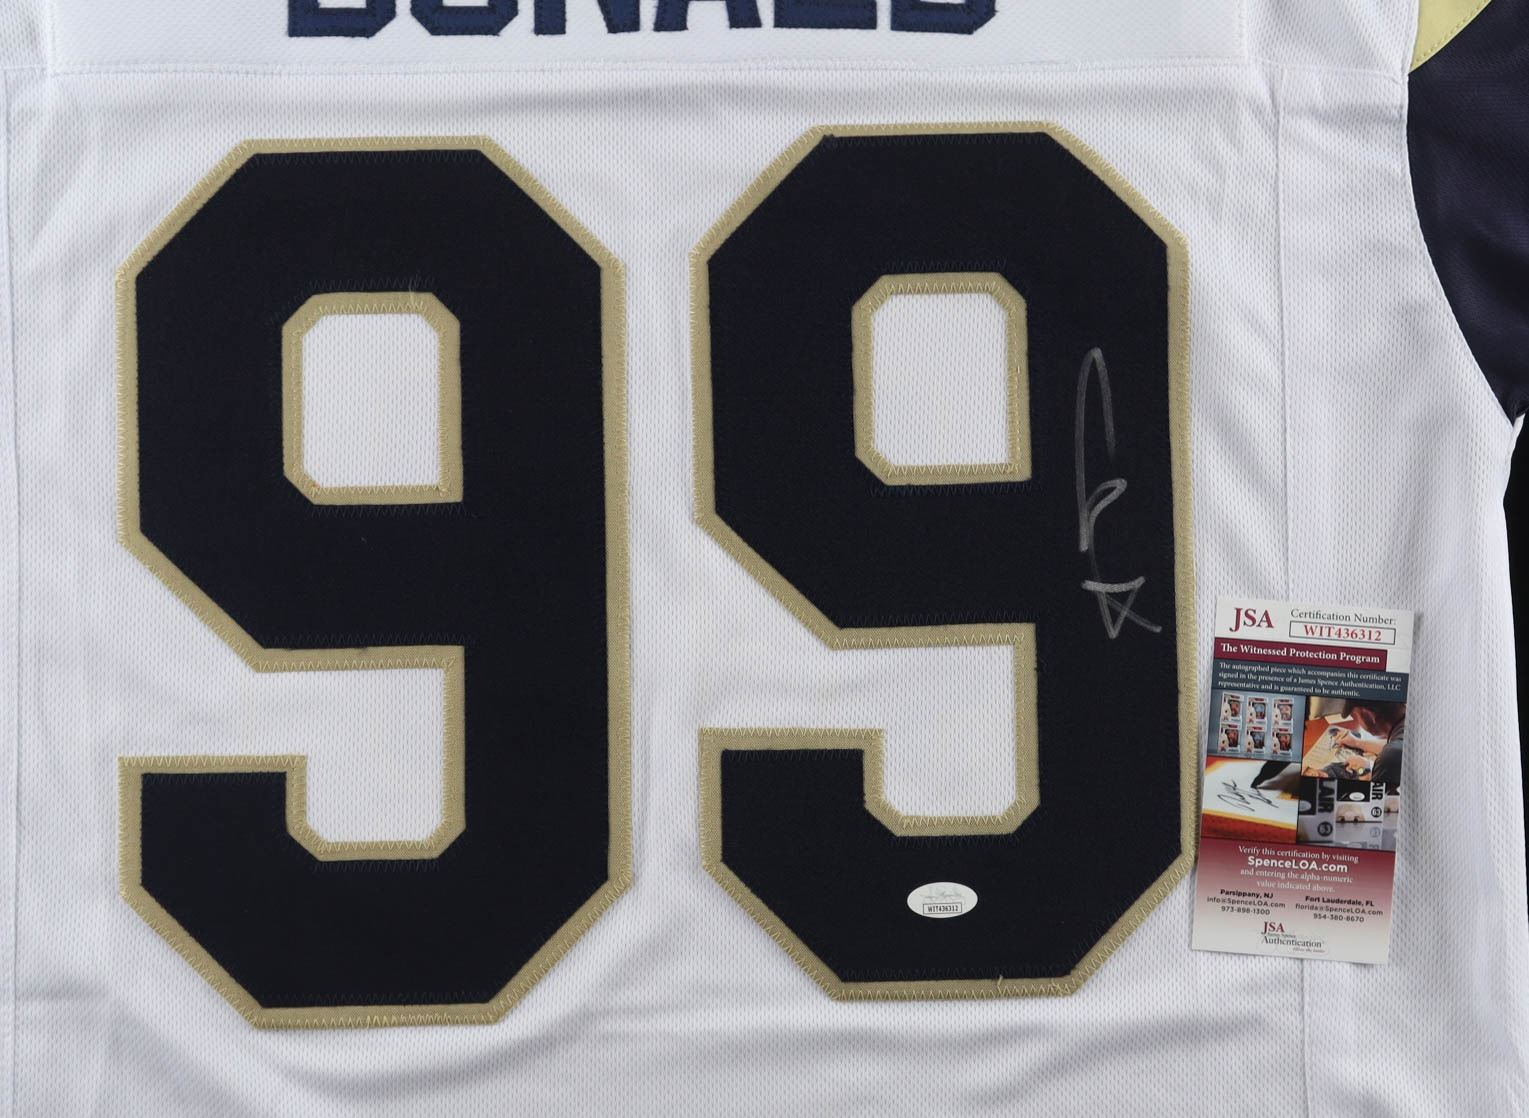 DONALD
99
JSA
Certification Number:
WIT436312
The Witnessed Protection Program
The autographed piece which accompanies this certificate was
signed in the presence of a James Spence Authentication, LLC
representative and is guaranteed to be authentic.
Verify this certification by visiting
SpenceLOA.com
and entering the alpha-numeric
value indicated above.
Parsippany, NJ
info@SpenceLOA.com
973-898-1300
Fort Lauderdale, FL
florida@SpenceLOA.com
954-380-8670
JSA
Authentication
WIT436312